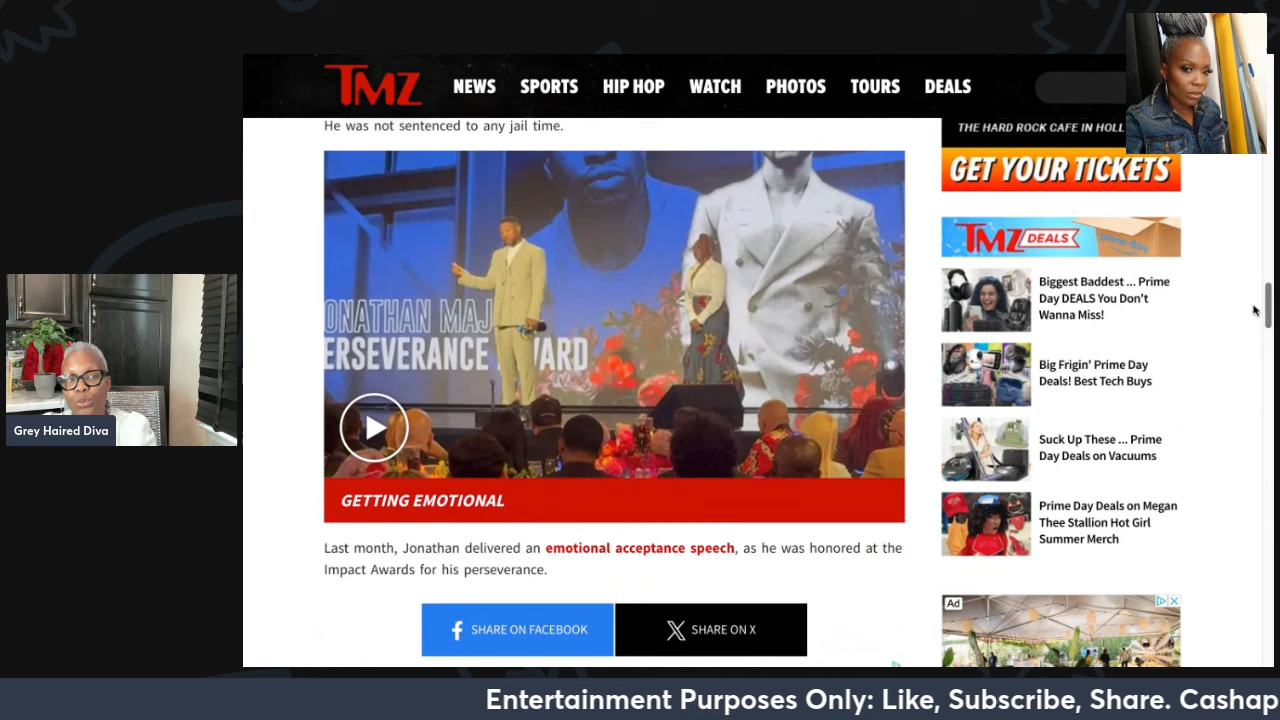 TMZ
NEWS
SPORTS
HIP HOP
WATCH
PHOTOS
TOURS
DEALS
He was not sentenced to any jail time.
ONATHAN MAJ
ERSEVERANCE WARD
GETTING EMOTIONAL
Last month, Jonathan delivered an emotional acceptance speech, as he was honored at the
Impact Awards for his perseverance.
SHARE ON FACEBOOK
SHARE ON X
THE HARD ROCK CAFE IN HOLL
GET YOUR TICKETS
TMZ DEALS prime day
Biggest Baddest ... Prime
Day DEALS You Don't
Wanna Miss!
Big Frigin' Prime Day
Deals! Best Tech Buys
Suck Up These ... Prime
Day Deals on Vacuums
Prime Day Deals on Megan
Thee Stallion Hot Girl
Summer Merch
Ad
Grey Haired Diva
Entertainment Purposes Only: Like, Subscribe, Share. Cashap